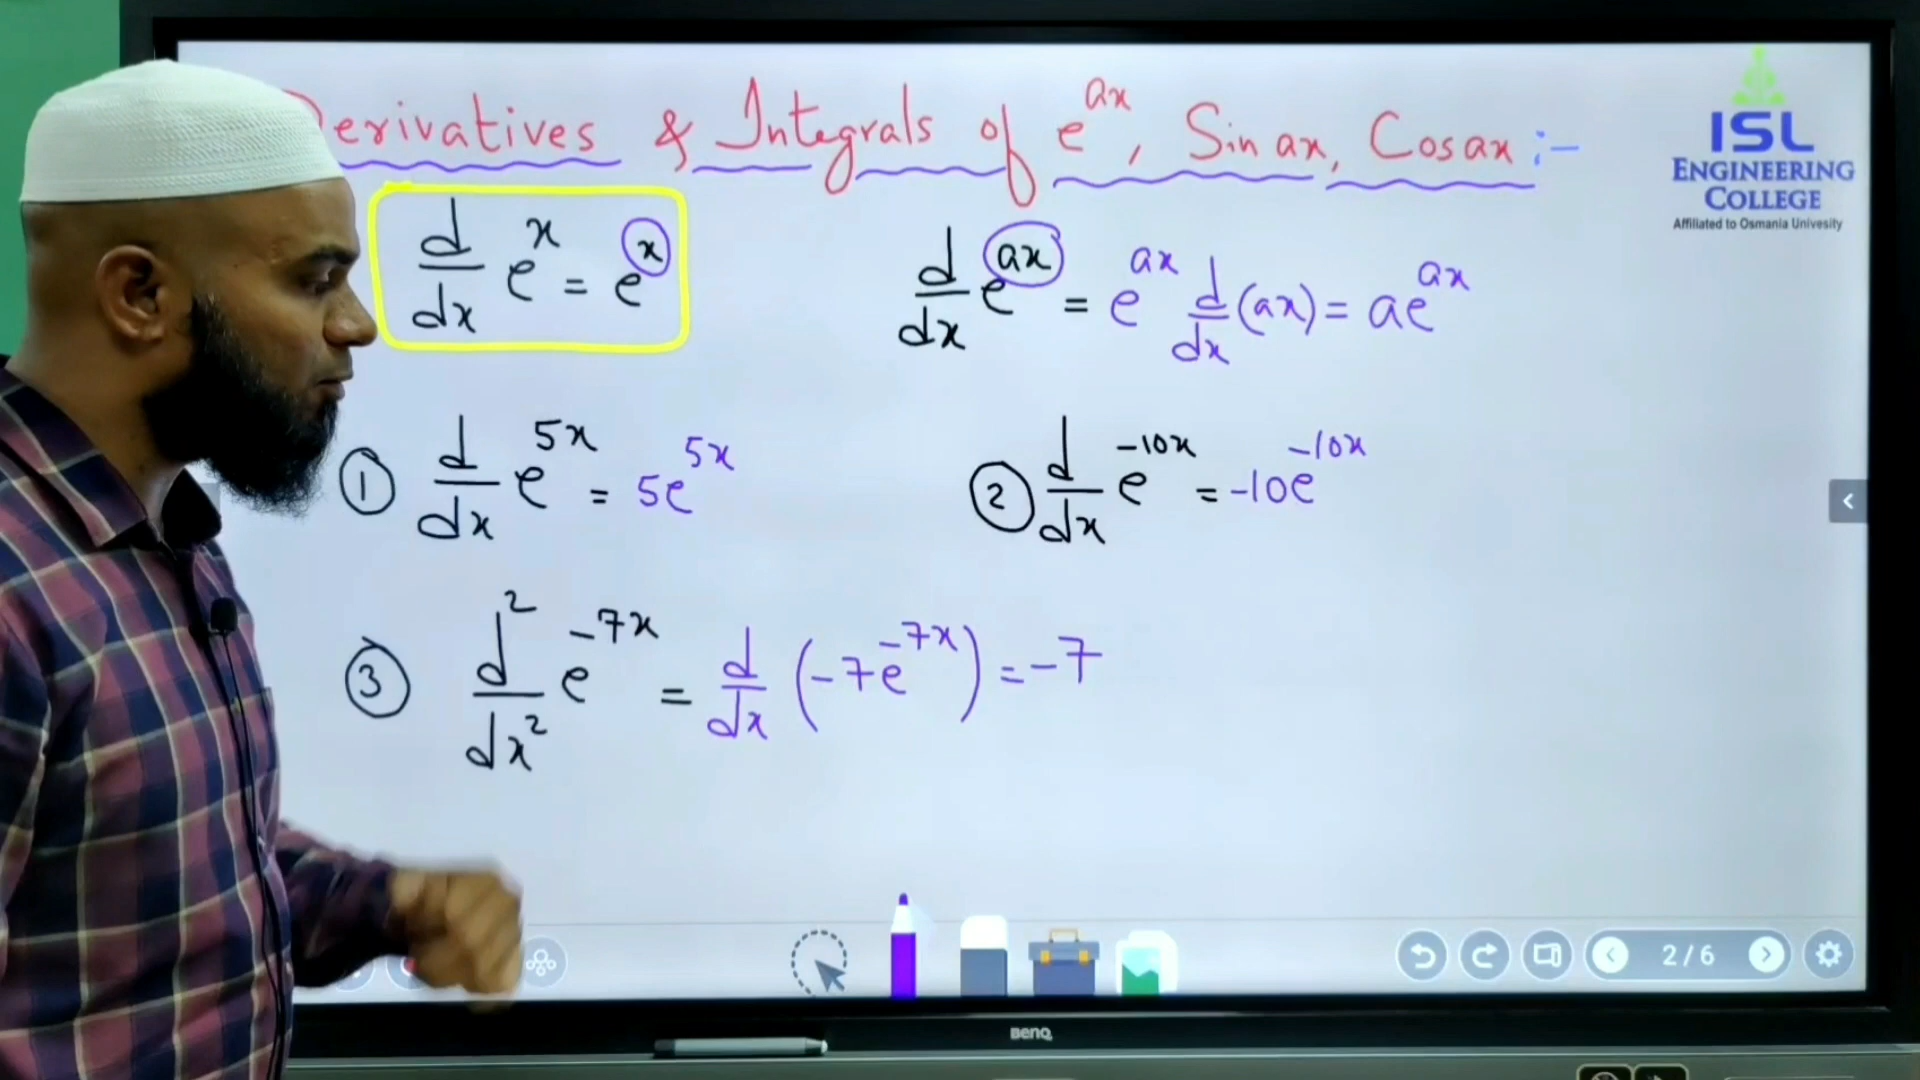 Derivatives & Integrals of e^{ax}, Sin ax, Cos ax :-
ISL
ENGINEERING
COLLEGE
Affiliated to Osmania Univesity
d/dx e^x = e^x
d/dx e^{ax} = e^{ax} d/dx (ax) = ae^{ax}
① d/dx e^{5x} = 5e^{5x}
② d/dx e^{-10x} = -10e^{-10x}
③ d²/dx² e^{-7x} = d/dx (-7e^{-7x}) = -7
2/6
BenQ